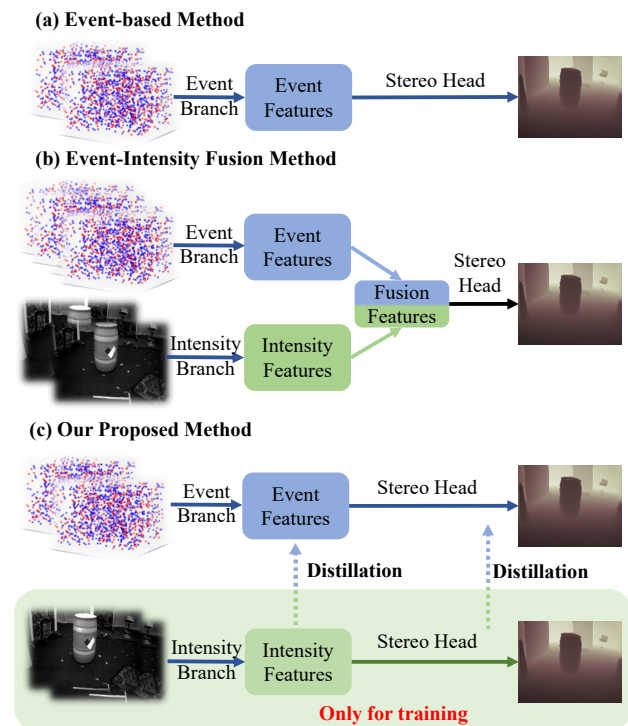 (a) Event-based Method
Event
Branch
Event
Features
Stereo Head
(b) Event-Intensity Fusion Method
Event
Branch
Event
Features
Stereo
Head
Fusion
Features
Intensity
Branch
Intensity
Features
(c) Our Proposed Method
Event
Branch
Event
Features
Stereo Head
Distillation
Distillation
Intensity
Branch
Intensity
Features
Stereo Head
Only for training